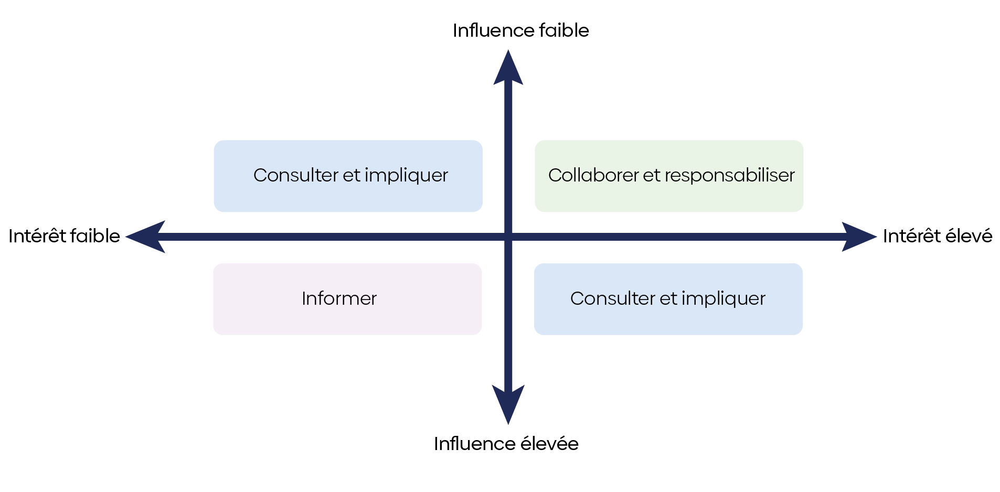 Influence faible
Consulter et impliquer
Collaborer et responsabiliser
Intérêt faible
Intérêt élevé
Informer
Consulter et impliquer
Influence élevée